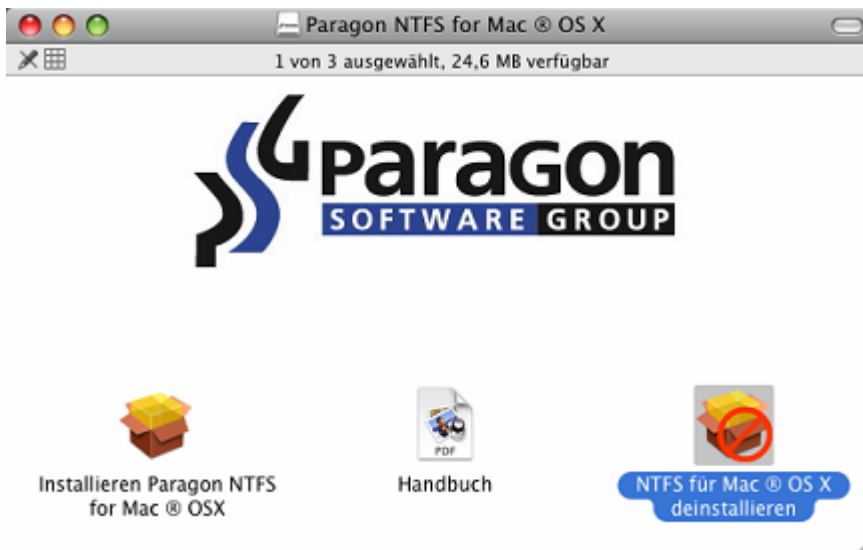 Paragon NTFS for Mac ® OS X
1 von 3 ausgewählt, 24,6 MB verfügbar
Paragon
SOFTWARE GROUP
PDF
Installieren Paragon NTFS
for Mac ® OSX
Handbuch
NTFS für Mac ® OS X
deinstallieren